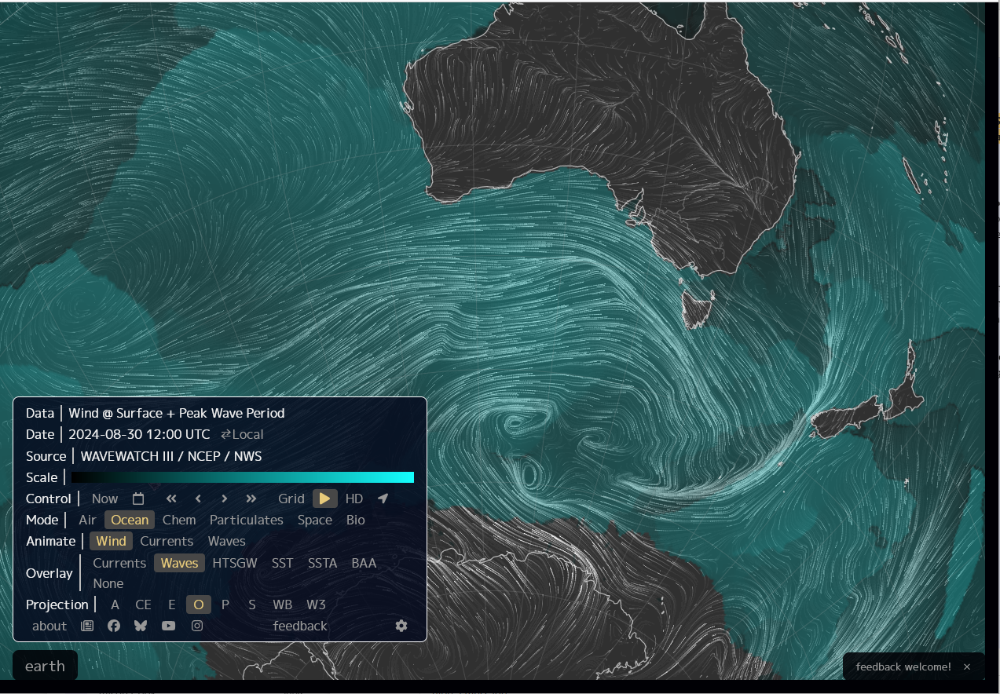 Data | Wind @ Surface + Peak Wave Period
Date | 2024-08-30 12:00 UTC ⇄Local
Source | WAVEWATCH III / NCEP / NWS
Scale |
Control | Now « ‹ › » Grid HD
Mode | Air Ocean Chem Particulates Space Bio
Animate | Wind Currents Waves
Overlay | Currents Waves HTSGW SST SSTA BAA
None
Projection | A CE E O P S WB W3
about feedback
earth
feedback welcome! ×